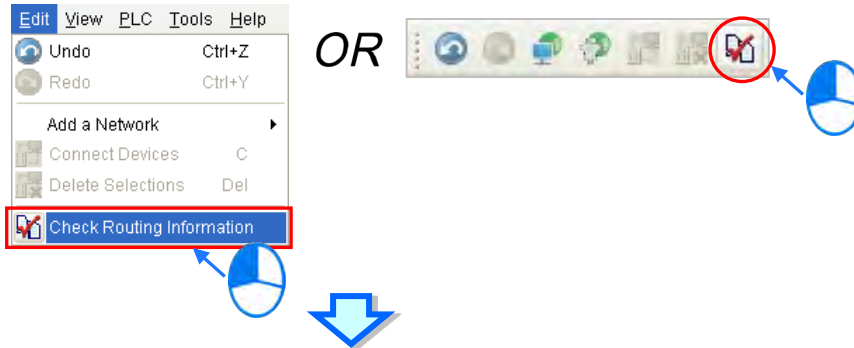 Edit View PLC Tools Help
Undo Ctrl+Z
Redo Ctrl+Y
Add a Network
Connect Devices C
Delete Selections Del
Check Routing Information
OR